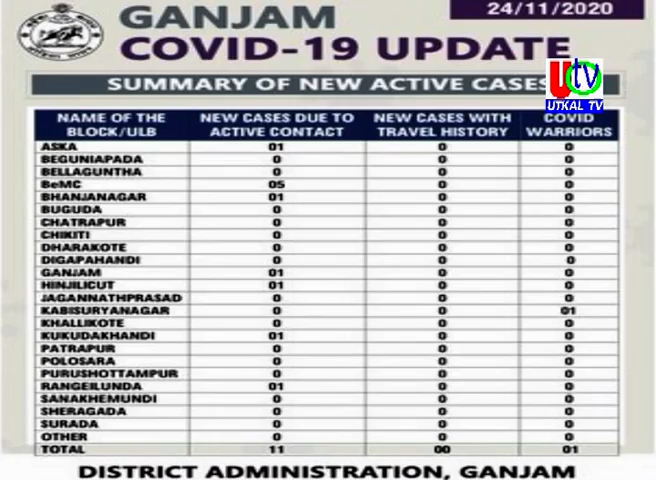 24/11/2020
GANJAM
COVID-19 UPDATE
SUMMARY OF NEW ACTIVE CASES
UTV
UTKAL TV
NAME OF THE BLOCK/ULB NEW CASES DUE TO ACTIVE CONTACT NEW CASES WITH TRAVEL HISTORY COVID WARRIORS
ASKA 01 0 0
BEGUNIAPADA 0 0 0
BELLAGUNTHA 0 0 0
BeMC 05 0 0
BHANJANAGAR 01 0 0
BUGUDA 0 0 0
CHATRAPUR 0 0 0
CHIKITI 0 0 0
DHARAKOTE 0 0 0
DIGAPAHANDI 0 0 0
GANJAM 01 0 0
HINJILICUT 01 0 0
JAGANNATHPRASAD 0 0 0
KABISURYANAGAR 0 0 01
KHALLIKOTE 0 0 0
KUKUDAKHANDI 01 0 0
PATRAPUR 0 0 0
POLOSARA 0 0 0
PURUSHOTTAMPUR 0 0 0
RANGEILUNDA 01 0 0
SANAKHEMUNDI 0 0 0
SHERAGADA 0 0 0
SURADA 0 0 0
OTHER 0 0 0
TOTAL 11 00 01
DISTRICT ADMINISTRATION, GANJAM